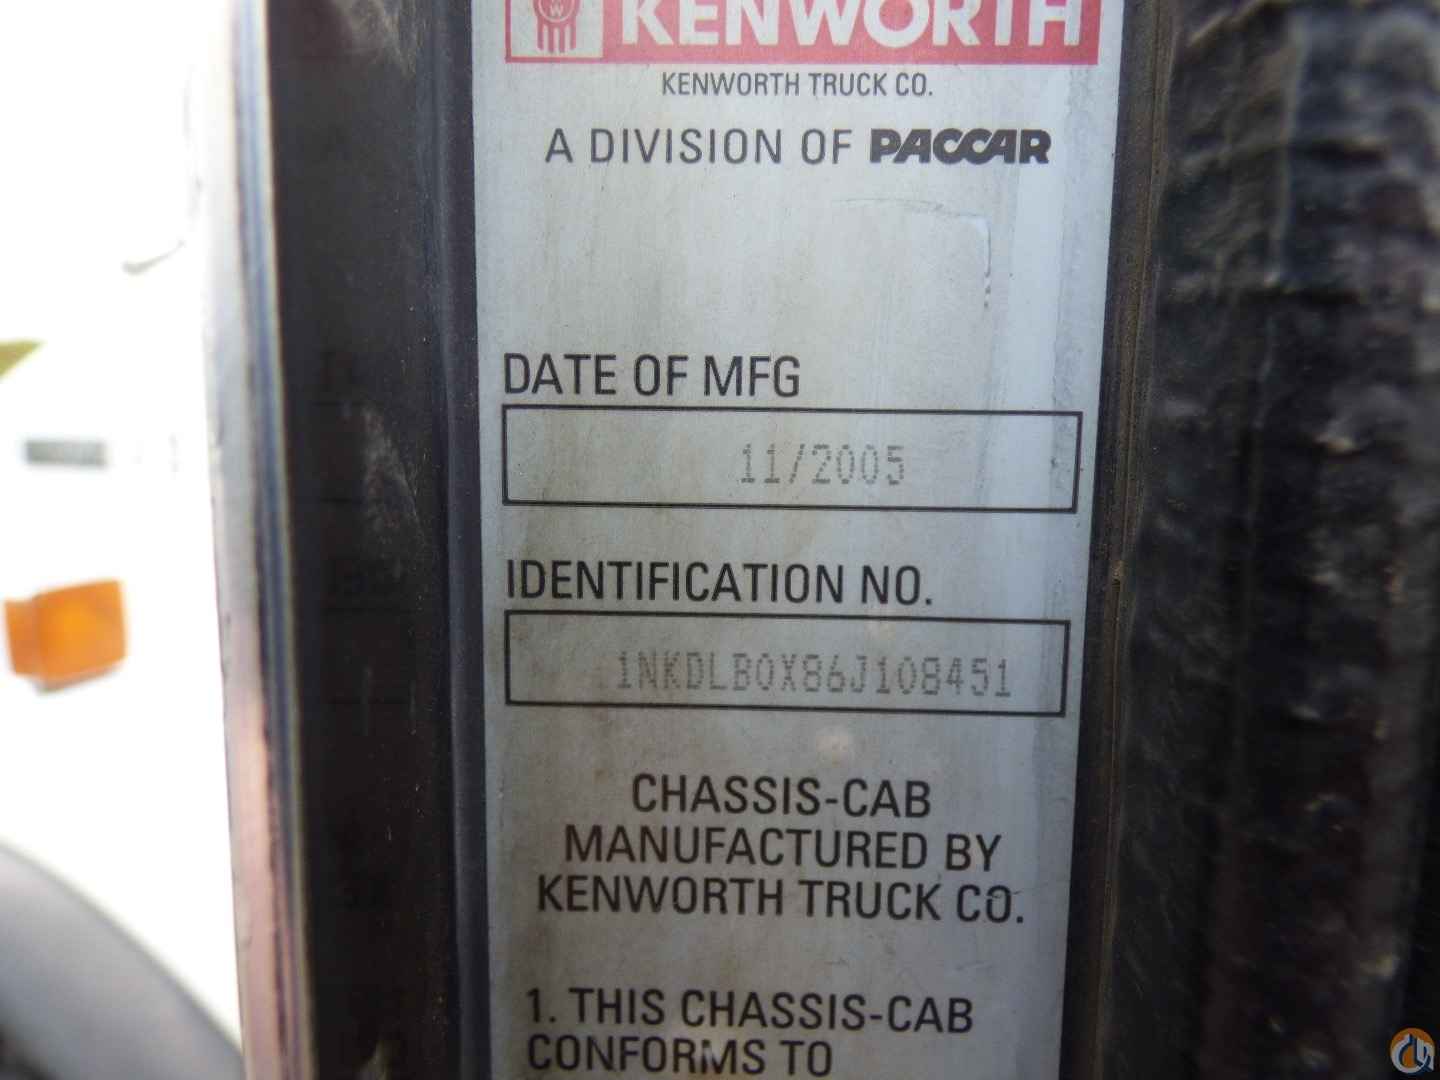 KENWORTH
KENWORTH TRUCK CO.
A DIVISION OF PACCAR
DATE OF MFG
11/2005
IDENTIFICATION NO.
1NKDLB0X86J108451
CHASSIS-CAB
MANUFACTURED BY
KENWORTH TRUCK CO.
1. THIS CHASSIS-CAB
CONFORMS TO